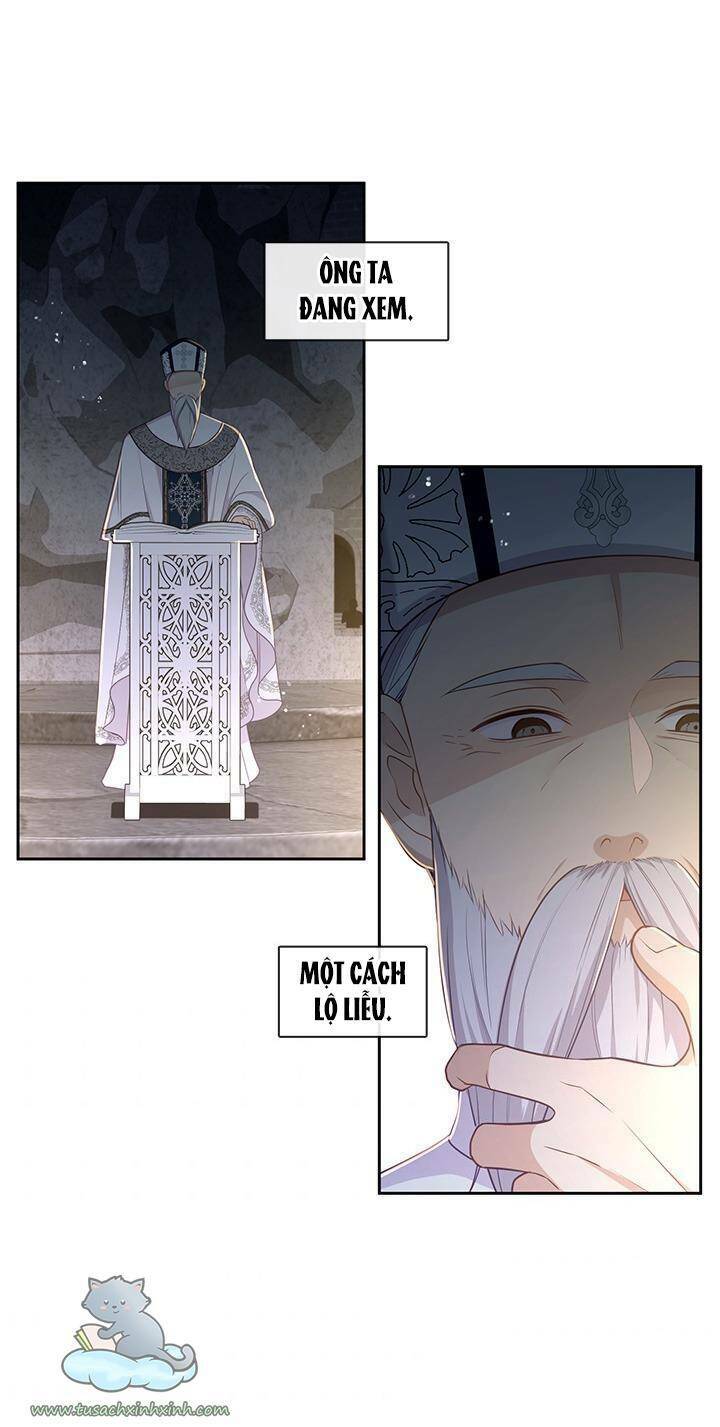 ÔNG TA
ĐANG XEM.
MỘT CÁCH
LỘ LIỄU.
www.tusachxinhxinh.com